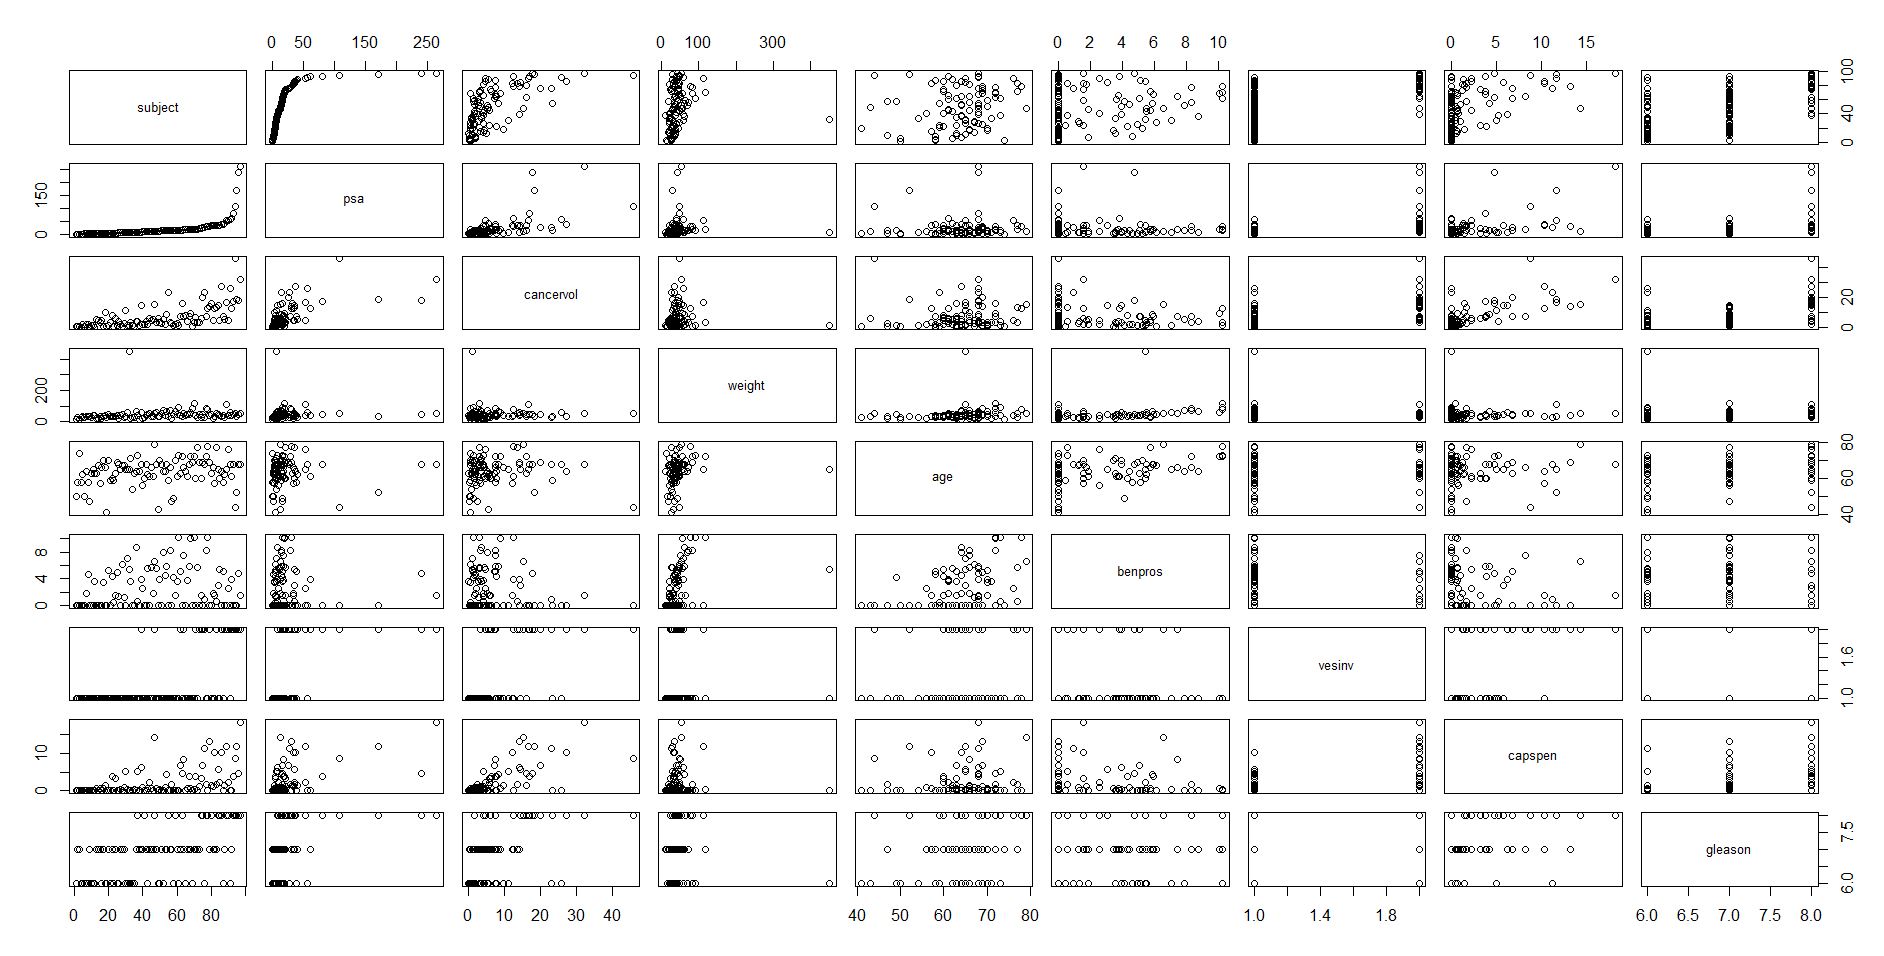 0 50 150 250 0 100 300 0 2 4 6 8 10 0 5 10 15
subject 0 40 100
0 150 psa
cancervol 0 20
0 200 weight
age 40 60 80
0 4 8 benpros
vesinv 1.0 1.6
0 10 capspen
gleason 6.0 7.5
0 20 40 60 80 0 10 20 30 40 40 50 60 70 80 1.0 1.4 1.8 6.0 6.5 7.0 7.5 8.0